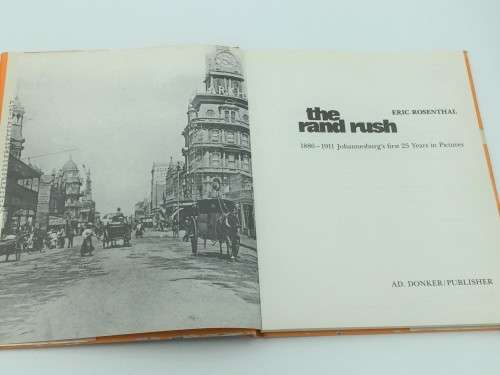 the
rand rush
ERIC ROSENTHAL
1886–1911 Johannesburg's first 25 Years in Pictures
AD. DONKER/PUBLISHER